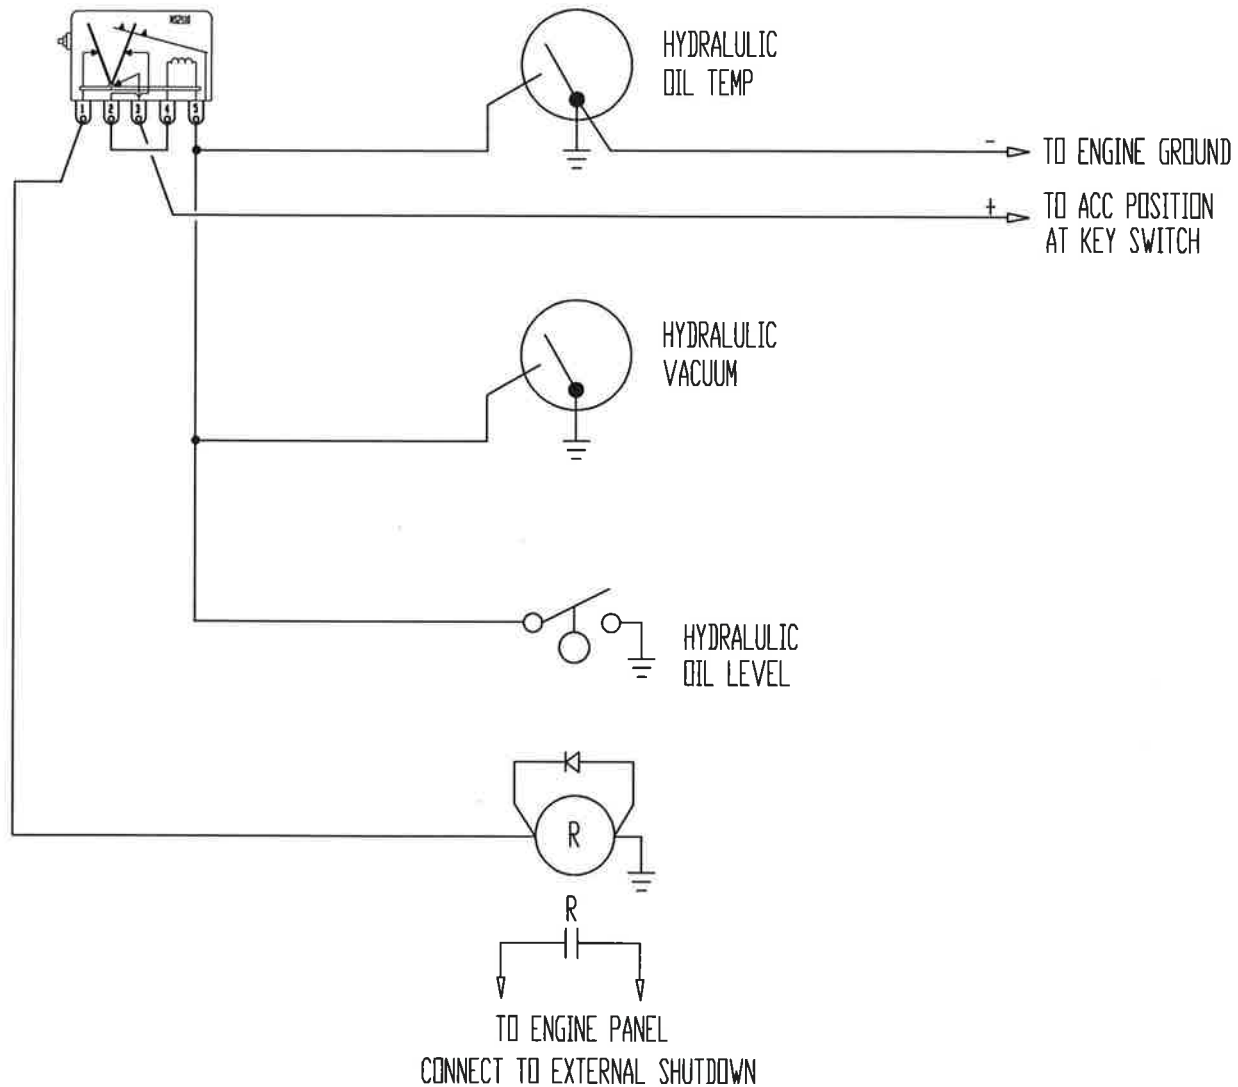 1 2 3 4 5
HYDRALULIC
OIL TEMP
-
TO ENGINE GROUND
+
TO ACC POSITION
AT KEY SWITCH
HYDRALULIC
VACUUM
HYDRALULIC
OIL LEVEL
R
R
TO ENGINE PANEL
CONNECT TO EXTERNAL SHUTDOWN